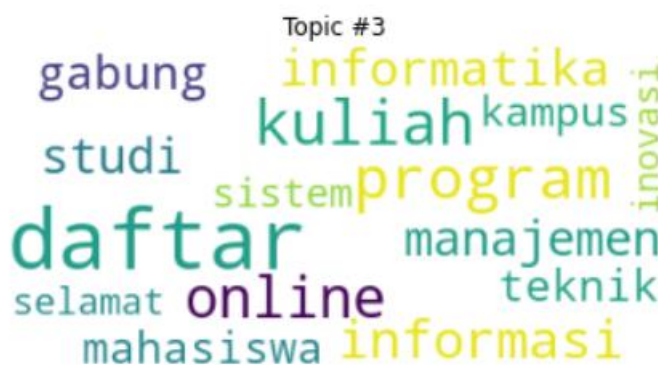 Topic #3
gabung
informatika
kuliah
kampus
inovasi
studi
sistem
program
daftar
manajemen
teknik
selamat
online
mahasiswa
informasi